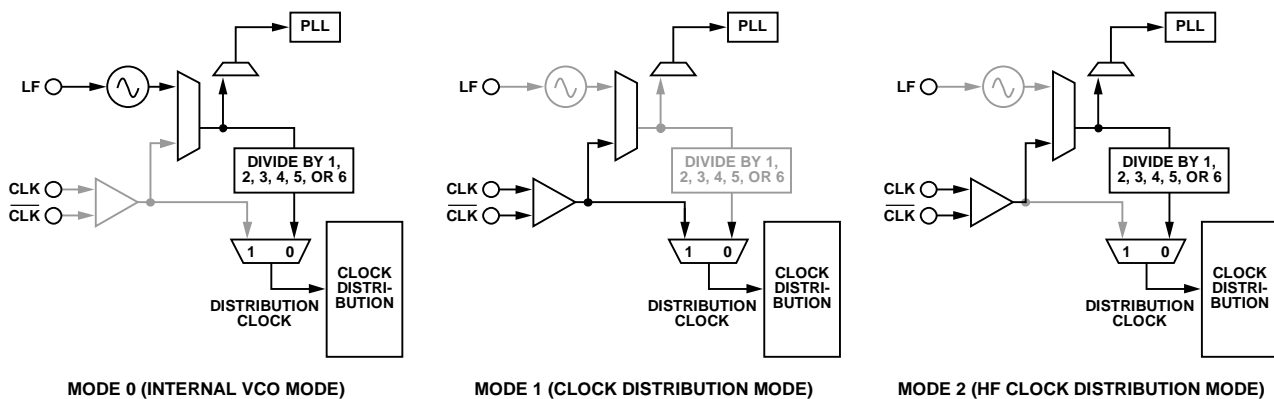 PLL
LF
DIVIDE BY 1,
2, 3, 4, 5, OR 6
CLK
CLK
1 0
CLOCK
DISTRI-
BUTION
DISTRIBUTION
CLOCK
MODE 0 (INTERNAL VCO MODE)
PLL
LF
DIVIDE BY 1,
2, 3, 4, 5, OR 6
CLK
CLK
1 0
CLOCK
DISTRI-
BUTION
DISTRIBUTION
CLOCK
MODE 1 (CLOCK DISTRIBUTION MODE)
PLL
LF
DIVIDE BY 1,
2, 3, 4, 5, OR 6
CLK
CLK
1 0
CLOCK
DISTRI-
BUTION
DISTRIBUTION
CLOCK
MODE 2 (HF CLOCK DISTRIBUTION MODE)